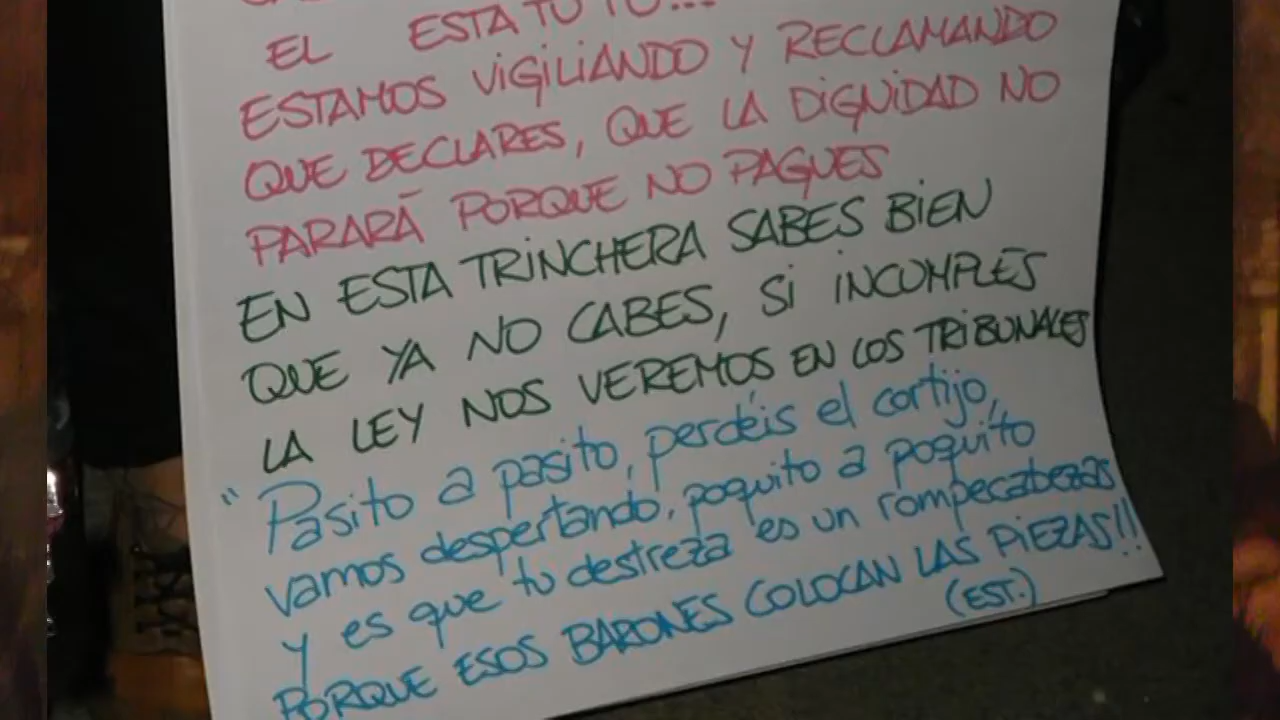 EL ESTATUTO...
ESTAMOS VIGILIANDO Y RECLAMANDO
QUE DECLARES, QUE LA DIGNIDAD NO
PARARÁ PORQUE NO PAGUES
EN ESTA TRINCHERA SABES BIEN
QUE YA NO CABES, SI INCUMPLES
LA LEY NOS VEREMOS EN LOS TRIBUNALES
"Pasito a pasito, perdéis el cortijo,
vamos despertando, poquito a poquito
y es que tu destreza es un rompecabezas
PORQUE ESOS BARONES COLOCAN LAS PIEZAS!!
(EST.)